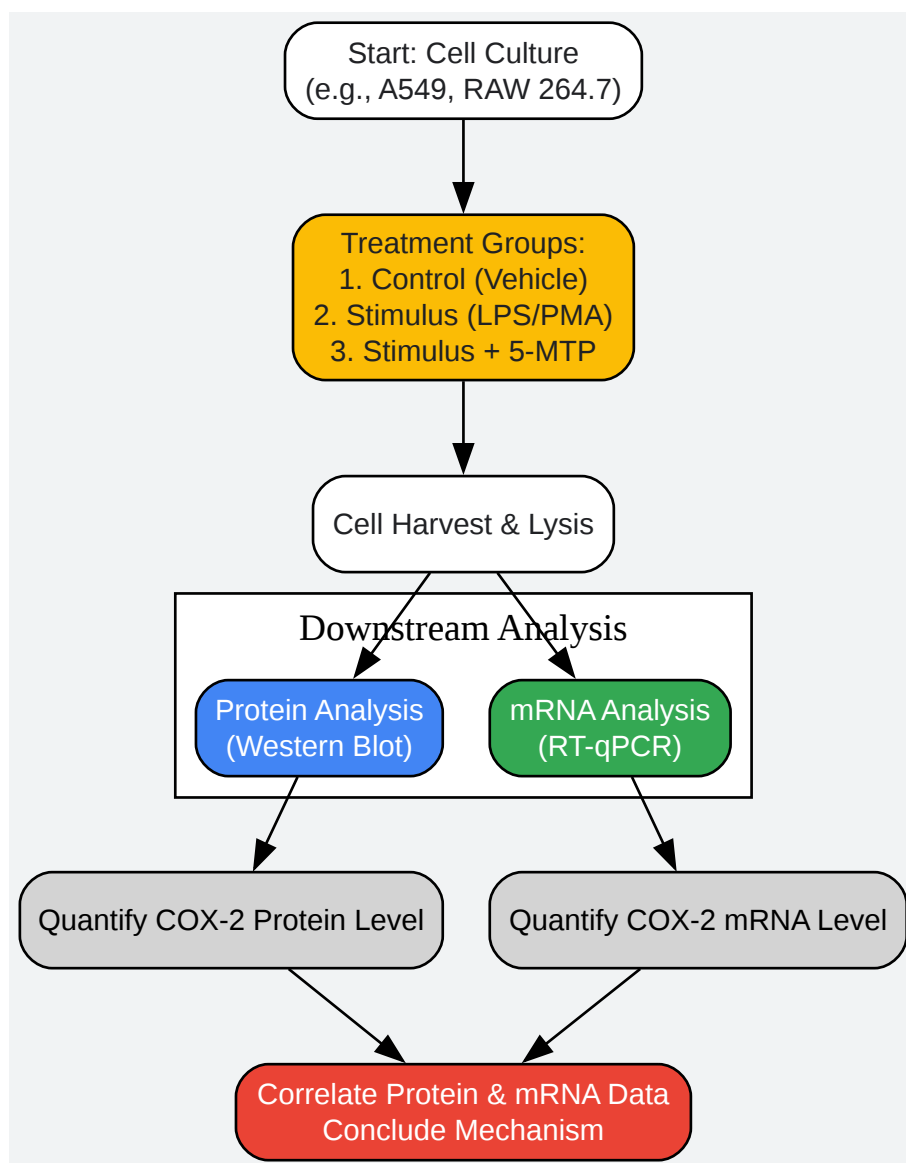 Start: Cell Culture
(e.g., A549, RAW 264.7)
Treatment Groups:
1. Control (Vehicle)
2. Stimulus (LPS/PMA)
3. Stimulus + 5-MTP
Cell Harvest & Lysis
Downstream Analysis
Protein Analysis
(Western Blot)
mRNA Analysis
(RT-qPCR)
Quantify COX-2 Protein Level
Quantify COX-2 mRNA Level
Correlate Protein & mRNA Data
Conclude Mechanism